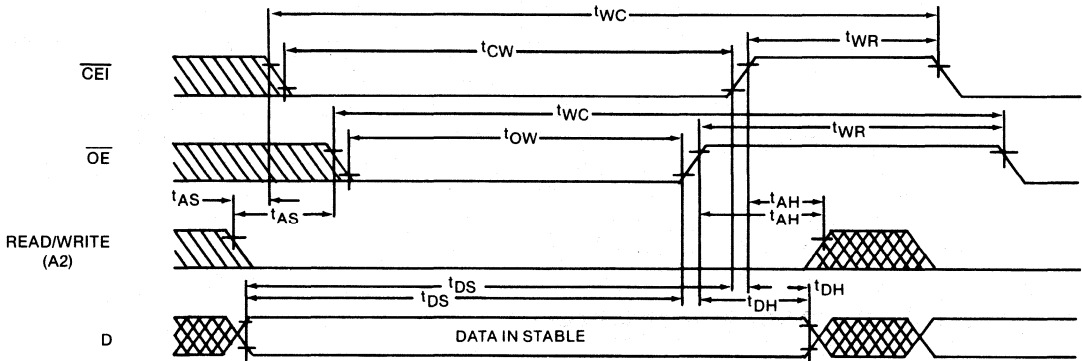 tWC
tCW
tWR
CEI
tWC
tOW
tWR
OE
tAS
tAS
tAH
tAH
READ/WRITE
(A2)
tDS
tDS
tDH
tDH
D
DATA IN STABLE